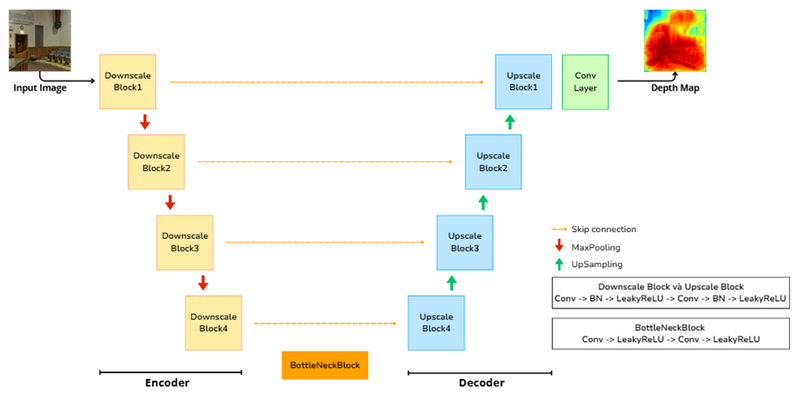 Input Image
Downscale
Block1
Upscale
Block1
Conv
Layer
Depth Map
Downscale
Block2
Upscale
Block2
Downscale
Block3
Upscale
Block3
Skip connection
MaxPooling
UpSampling
Downscale Block và Upscale Block
Conv -> BN -> LeakyReLU -> Conv -> BN -> LeakyReLU
Downscale
Block4
Upscale
Block4
BottleNeckBlock
Conv -> LeakyReLU -> Conv -> LeakyReLU
BottleNeckBlock
Encoder
Decoder